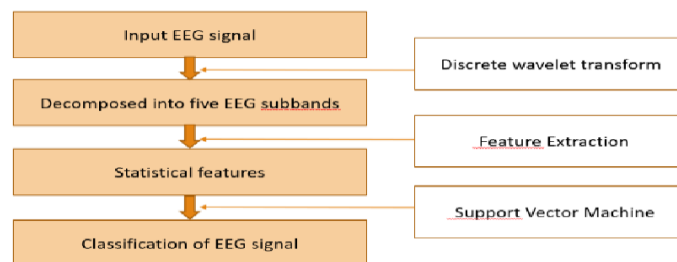 Input EEG signal
Discrete wavelet transform
Decomposed into five EEG subbands
Feature Extraction
Statistical features
Support Vector Machine
Classification of EEG signal